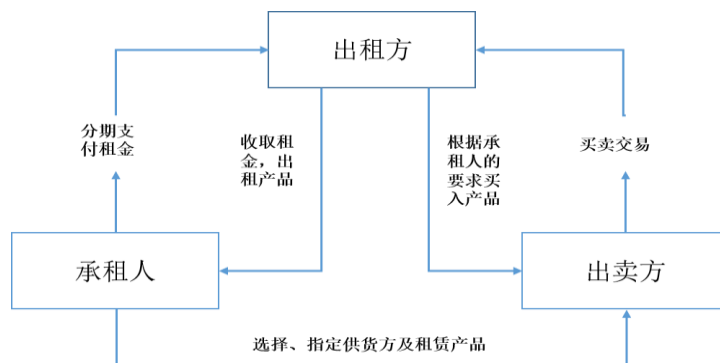 出租方
分期支
付租金
收取租
金，出
租产品
根据承
租人的
要求买
入产品
买卖交易
承租人
出卖方
选择、指定供货方及租赁产品